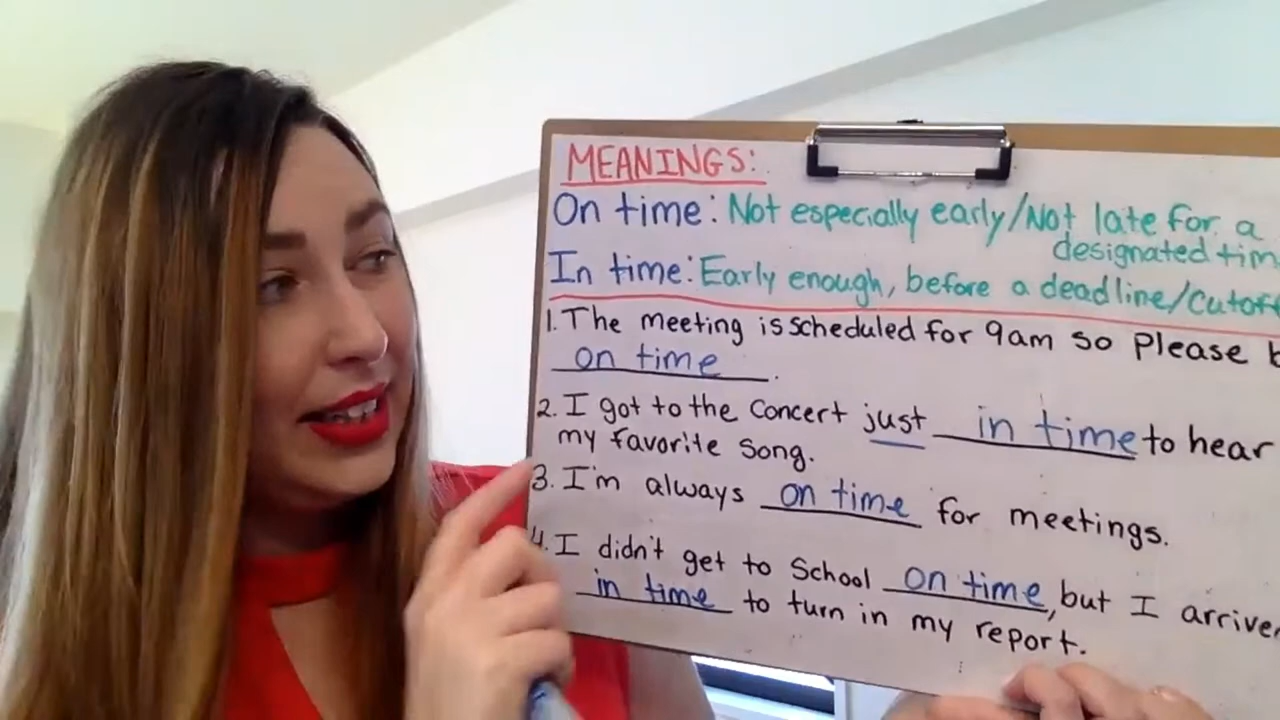 MEANINGS:
On time: Not especially early/Not late for a
designated tim
In time: Early enough, before a deadline/Cutoff
1. The meeting is scheduled for 9am so Please b
on time.
2. I got to the Concert just in time to hear
my favorite Song.
3. I'm always on time for meetings.
4. I didn't get to School on time, but I arrive
in time to turn in my report.